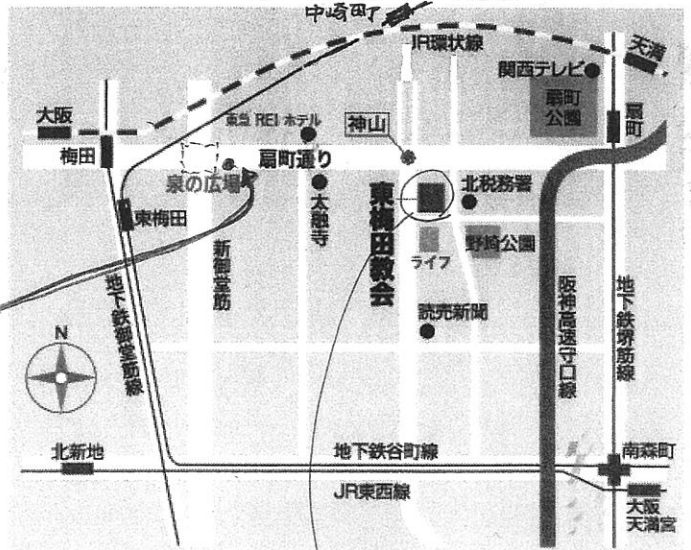 中崎町
JR環状線
天満
関西テレビ
扇町
公園
扇町
大阪
梅田
東急 REI ホテル
神山
扇町通り
泉の広場
東梅田
太融寺
東梅田教会
北税務署
新御堂筋
ライフ
野崎公園
読売新聞
地下鉄御堂筋線
阪神高速守口線
地下鉄堺筋線
N
北新地
地下鉄谷町線
南森町
JR東西線
大阪
天満宮